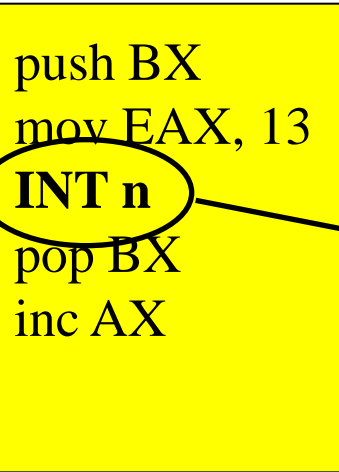 push BX
mov EAX, 13
INT n
pop BX
inc AX